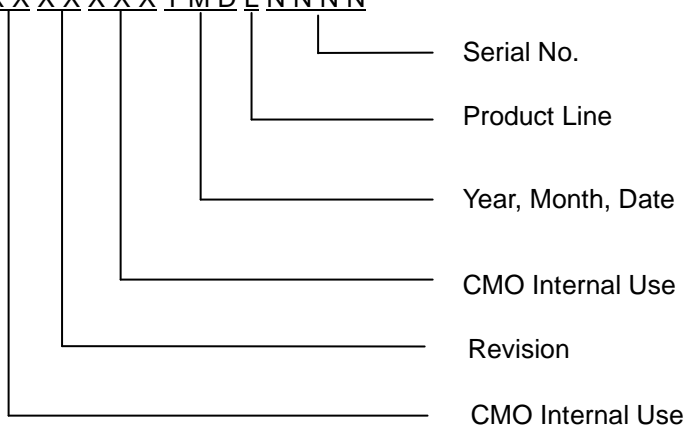 X X X X X X X Y M D L N N N N
Serial No.
Product Line
Year, Month, Date
CMO Internal Use
Revision
CMO Internal Use